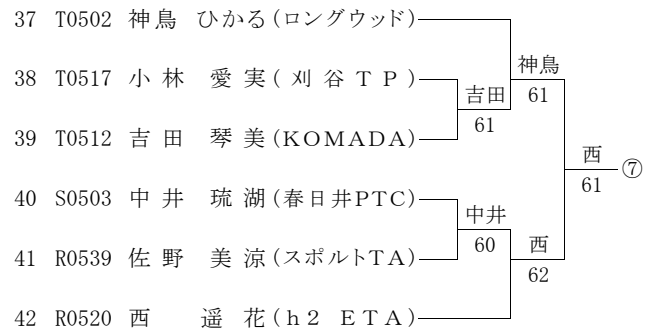 37 T0502 神鳥 ひかる(ロングウッド)
神鳥
38 T0517 小林 愛実(刈谷TP)
吉田 61
61
39 T0512 吉田 琴美(KOMADA)
西 ⑦
61
40 S0503 中井 琉湖(春日井PTC)
中井
60 西
41 R0539 佐野 美涼(スポルトTA)
62
42 R0520 西 遥花(h2 ETA)